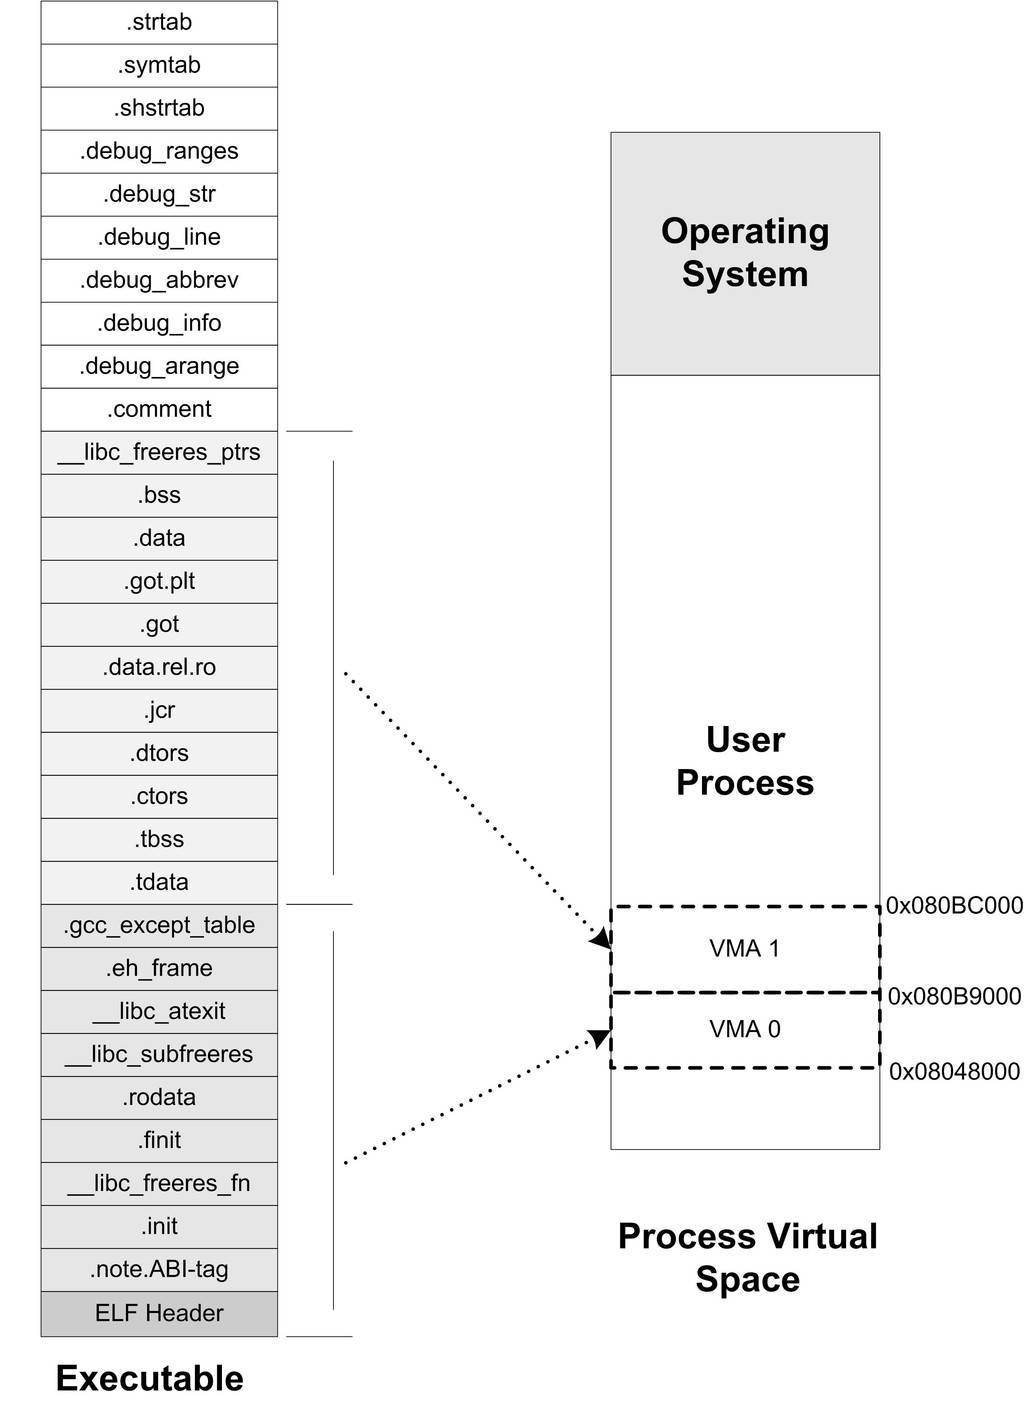 .strtab
.symtab
.shstrtab
.debug_ranges
.debug_str
.debug_line
.debug_abbrev
.debug_info
.debug_arange
.comment
__libc_freeres_ptrs
.bss
.data
.got.plt
.got
.data.rel.ro
.jcr
.dtors
.ctors
.tbss
.tdata
.gcc_except_table
.eh_frame
__libc_atexit
__libc_subfreeres
.rodata
.finit
__libc_freeres_fn
.init
.note.ABI-tag
ELF Header
Executable
Operating
System
User
Process
0x080BC000
VMA 1
0x080B9000
VMA 0
0x08048000
Process Virtual
Space